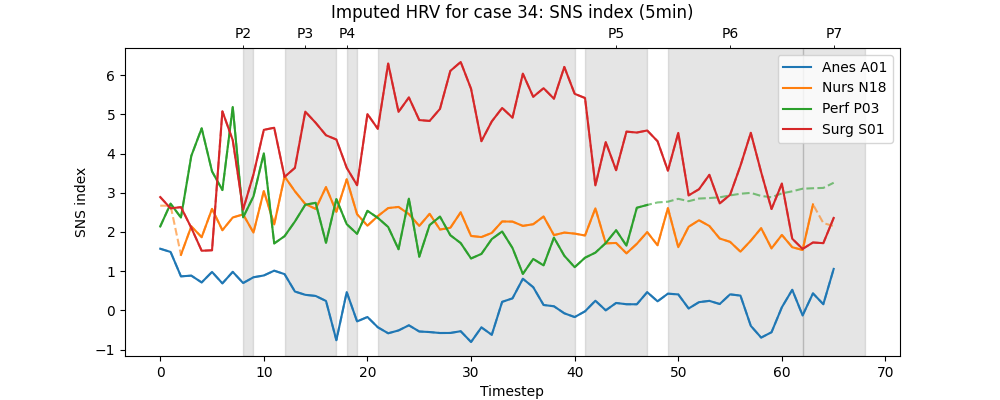 Imputed HRV for case 34: SNS index (5min)
P2 P3 P4 P5 P6 P7
Anes A01
Nurs N18
Perf P03
Surg S01
SNS index
6
5
4
3
2
1
0
−1
0 10 20 30 40 50 60 70
Timestep